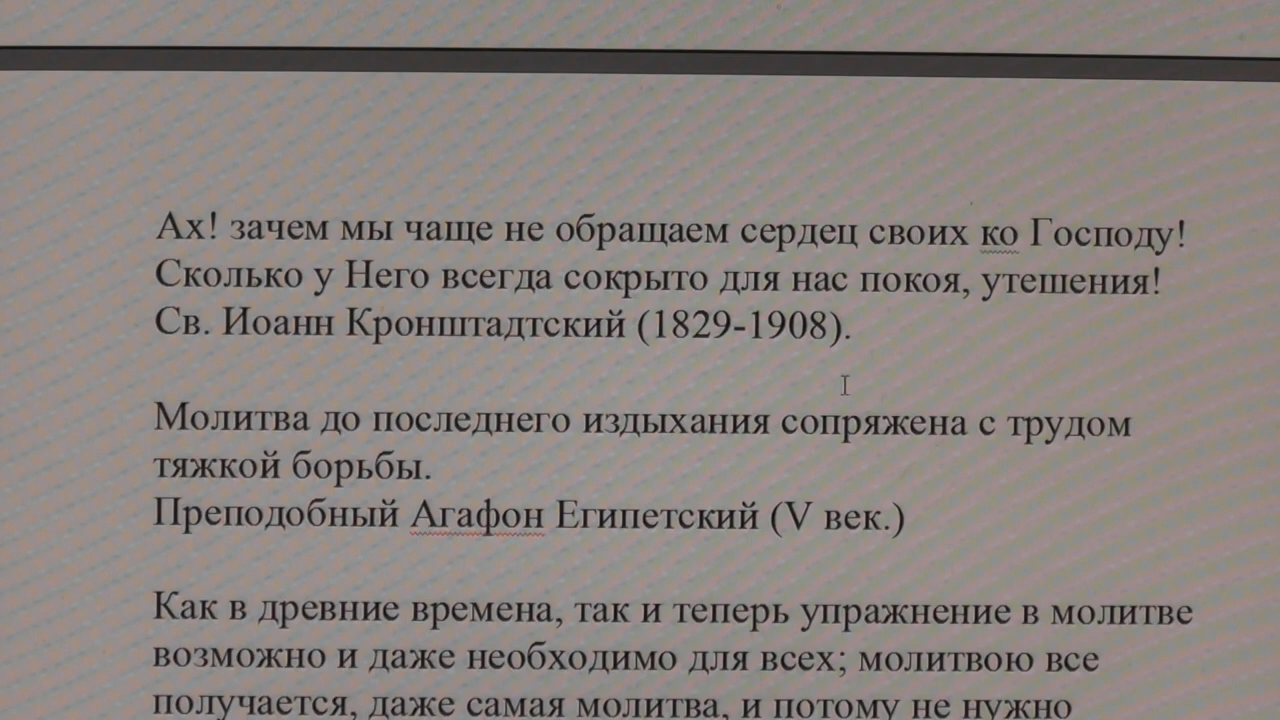 Ах! зачем мы чаще не обращаем сердец своих ко Господу!
Сколько у Него всегда сокрыто для нас покоя, утешения!
Св. Иоанн Кронштадтский (1829-1908).
Молитва до последнего издыхания сопряжена с трудом
тяжкой борьбы.
Преподобный Агафон Египетский (V век.)
Как в древние времена, так и теперь упражнение в молитве
возможно и даже необходимо для всех; молитвою все
получается, даже самая молитва, и потому не нужно